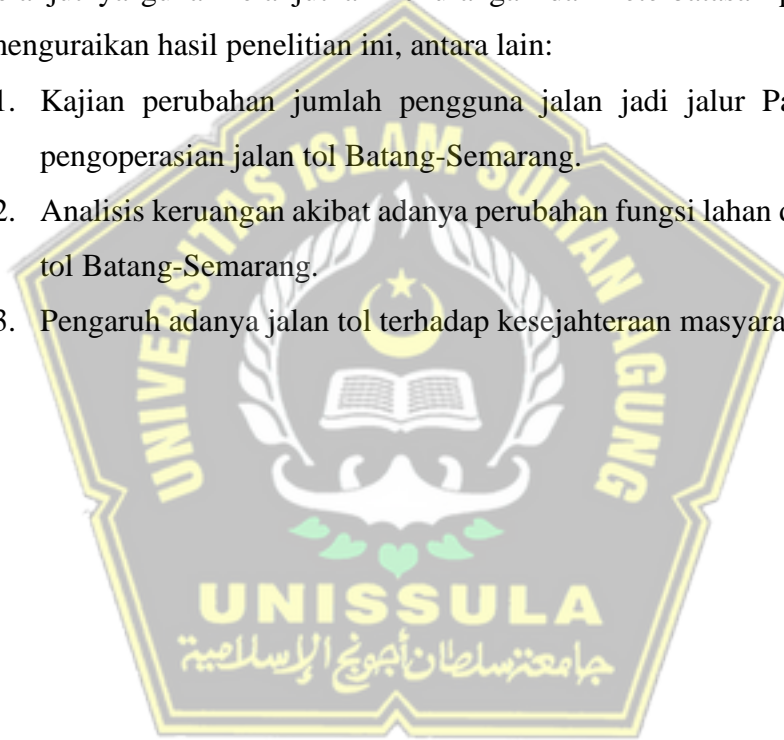 menguraikan hasil penelitian ini, antara lain:
1. Kajian perubahan jumlah pengguna jalan jadi jalur
pengoperasian jalan tol Batang-Semarang.
2. Analisis keruangan akibat adanya perubahan fungsi lahan
tol Batang-Semarang.
3. Pengaruh adanya jalan tol terhadap kesejahteraan
UNIVERSITAS ISLAM SULTAN AGUNG
UNISSULA
جامعة سلطان أجونج الإسلامية